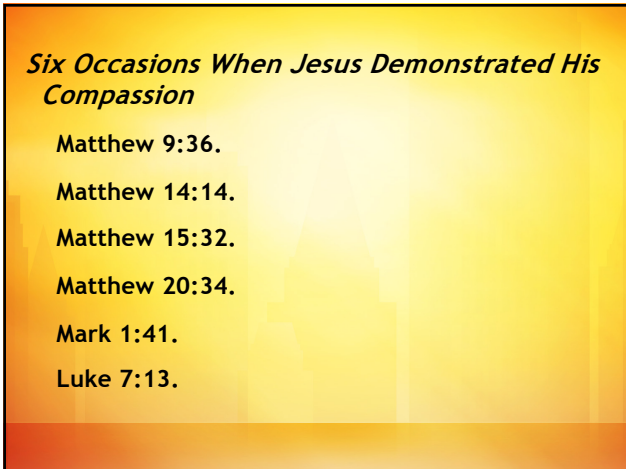 Six Occasions When Jesus Demonstrated His
Compassion
Matthew 9:36.
Matthew 14:14.
Matthew 15:32.
Matthew 20:34.
Mark 1:41.
Luke 7:13.